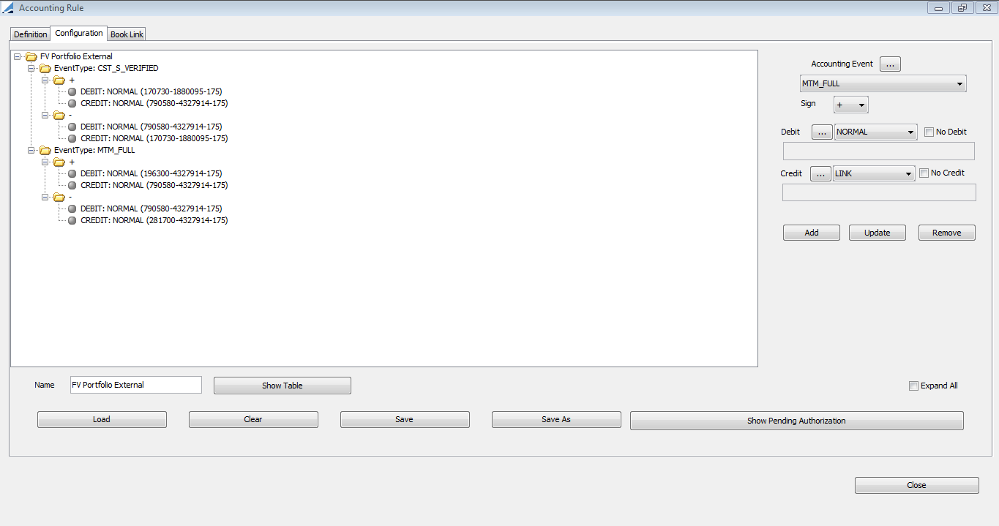 Accounting Rule
Definition Configuration Book Link
FV Portfolio External
EventType: CST_S_VERIFIED
+
DEBIT: NORMAL (170730-1880095-175)
CREDIT: NORMAL (790580-4327914-175)
-
DEBIT: NORMAL (790580-4327914-175)
CREDIT: NORMAL (170730-1880095-175)
EventType: MTM_FULL
+
DEBIT: NORMAL (196300-4327914-175)
CREDIT: NORMAL (790580-4327914-175)
-
DEBIT: NORMAL (790580-4327914-175)
CREDIT: NORMAL (281700-4327914-175)
Accounting Event ...
MTM_FULL
Sign +
Debit ... NORMAL No Debit
Credit ... LINK No Credit
Add Update Remove
Name FV Portfolio External Show Table Expand All
Load Clear Save Save As Show Pending Authorization
Close